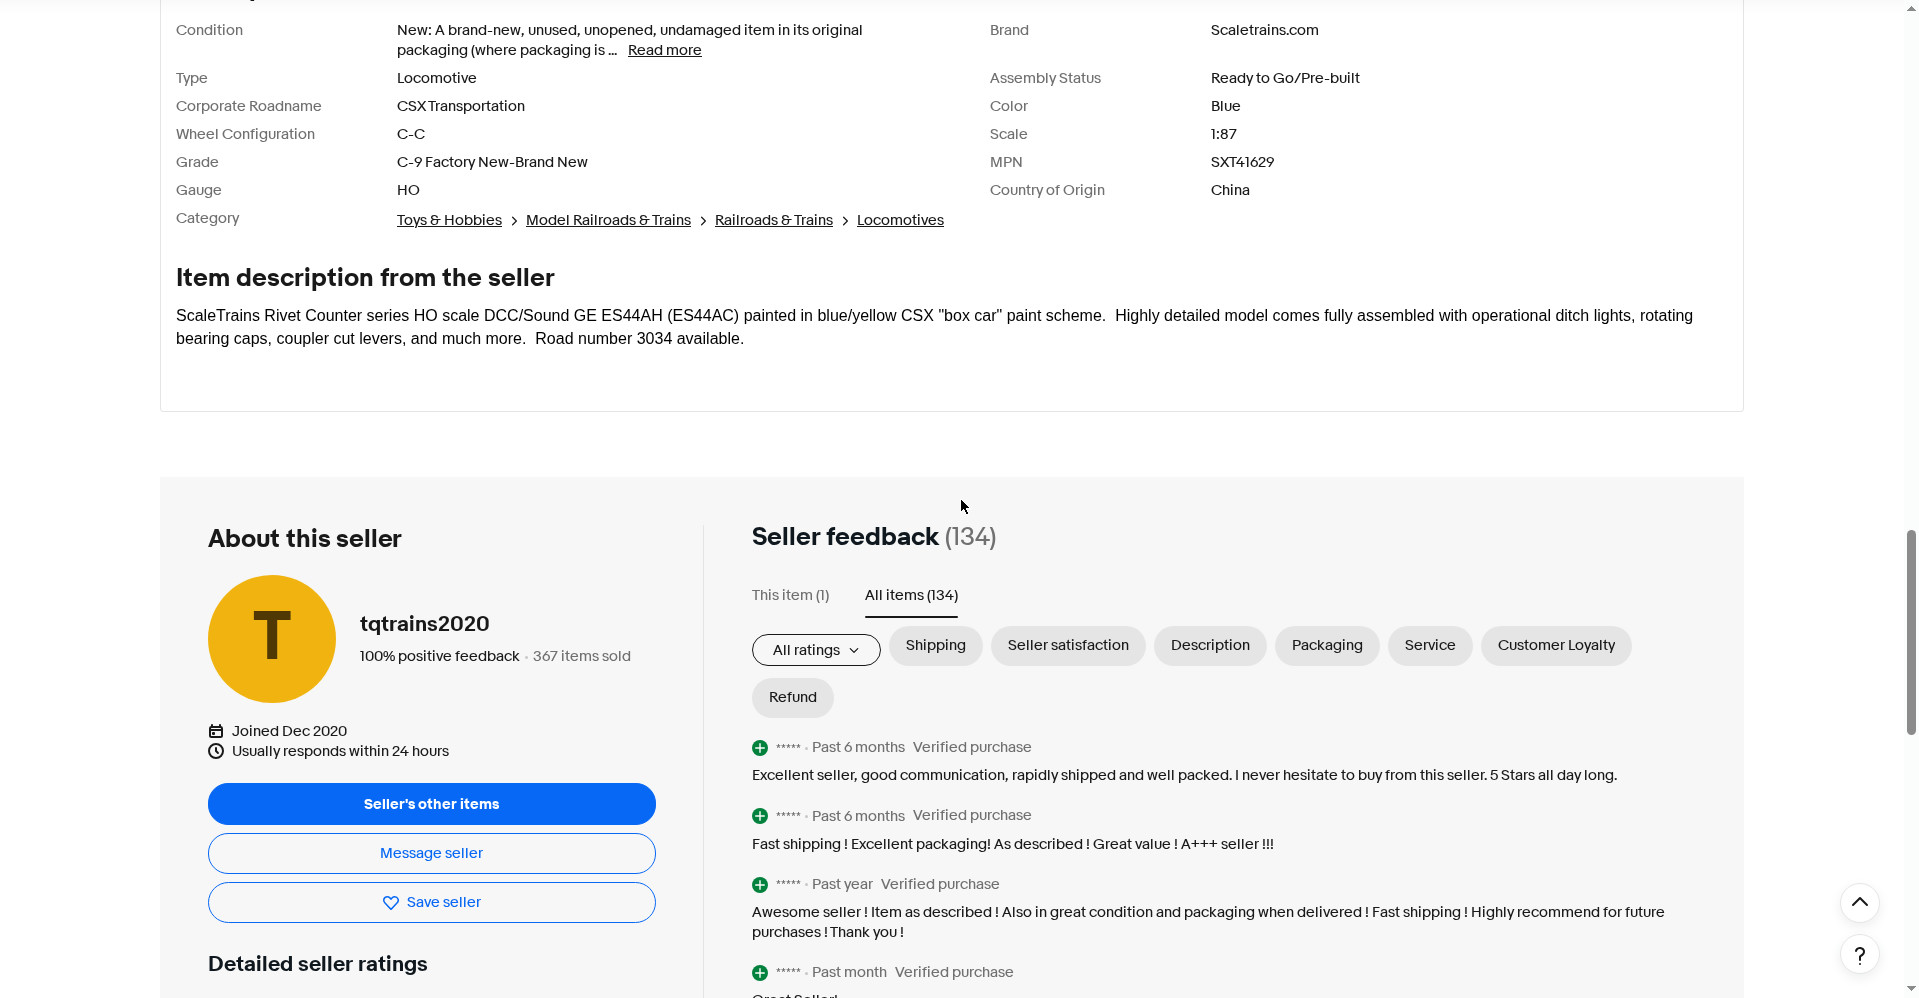 Condition
New: A brand-new, unused, unopened, undamaged item in its original
packaging (where packaging is ... Read more
Brand
Scaletrains.com
Type
Locomotive
Assembly Status
Ready to Go/Pre-built
Corporate Roadname
CSX Transportation
Color
Blue
Wheel Configuration
C-C
Scale
1:87
Grade
C-9 Factory New-Brand New
MPN
SXT41629
Gauge
HO
Country of Origin
China
Category
Toys & Hobbies > Model Railroads & Trains > Railroads & Trains > Locomotives
Item description from the seller
ScaleTrains Rivet Counter series HO scale DCC/Sound GE ES44AH (ES44AC) painted in blue/yellow CSX "box car" paint scheme.  Highly detailed model comes fully assembled with operational ditch lights, rotating
bearing caps, coupler cut levers, and much more.  Road number 3034 available.
About this seller
T
tqtrains2020
100% positive feedback · 367 items sold
Joined Dec 2020
Usually responds within 24 hours
Seller's other items
Message seller
Save seller
Detailed seller ratings
Seller feedback (134)
This item (1)
All items (134)
All ratings
Shipping
Seller satisfaction
Description
Packaging
Service
Customer Loyalty
Refund
***** · Past 6 months Verified purchase
Excellent seller, good communication, rapidly shipped and well packed. I never hesitate to buy from this seller. 5 Stars all day long.
***** · Past 6 months Verified purchase
Fast shipping ! Excellent packaging! As described ! Great value ! A+++ seller !!!
***** · Past year Verified purchase
Awesome seller ! Item as described ! Also in great condition and packaging when delivered ! Fast shipping ! Highly recommend for future
purchases ! Thank you !
***** · Past month Verified purchase
Great Seller!
?